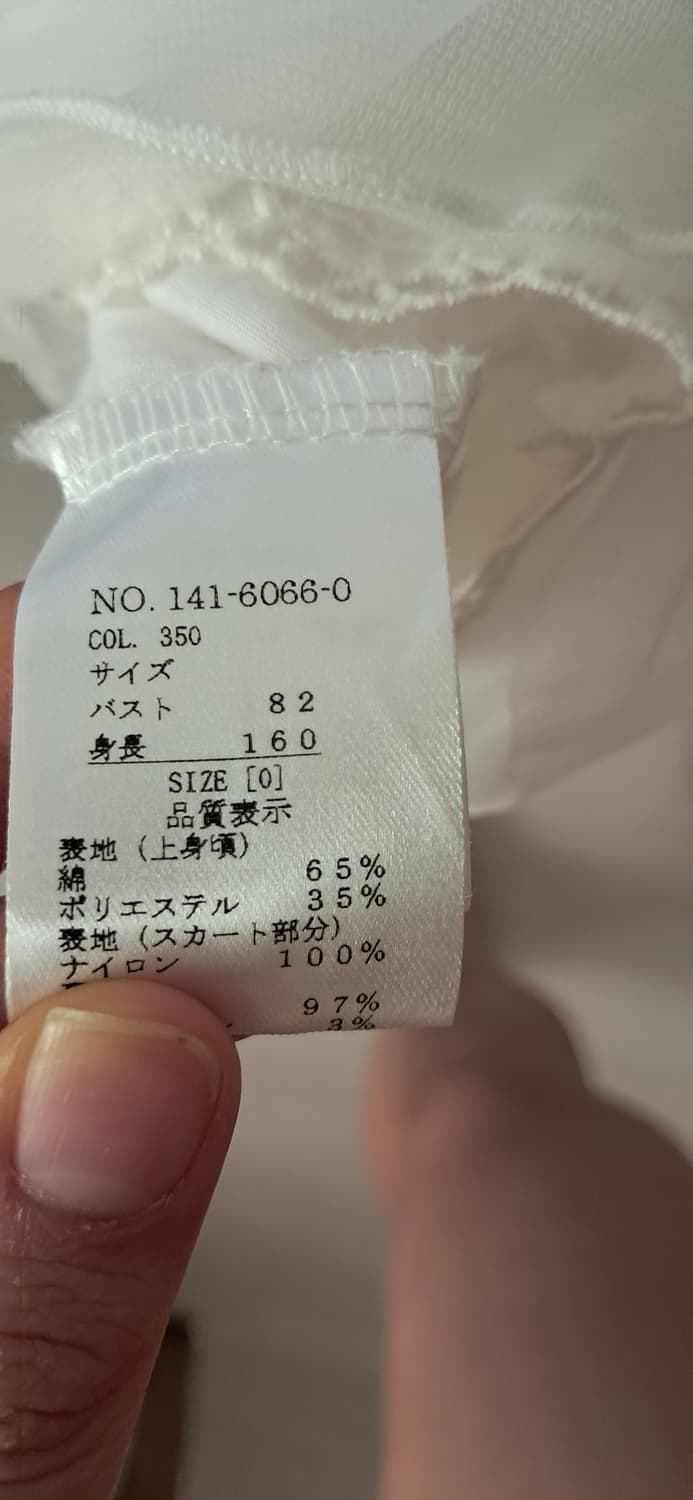 NO. 141-6066-0
COL. 350
サイズ
バスト 82
身長 160
SIZE [0]
品質表示
表地 (上身頃)
綿 65%
ポリエステル 35%
表地 (スカート部分)
ナイロン 100%
97%
3%